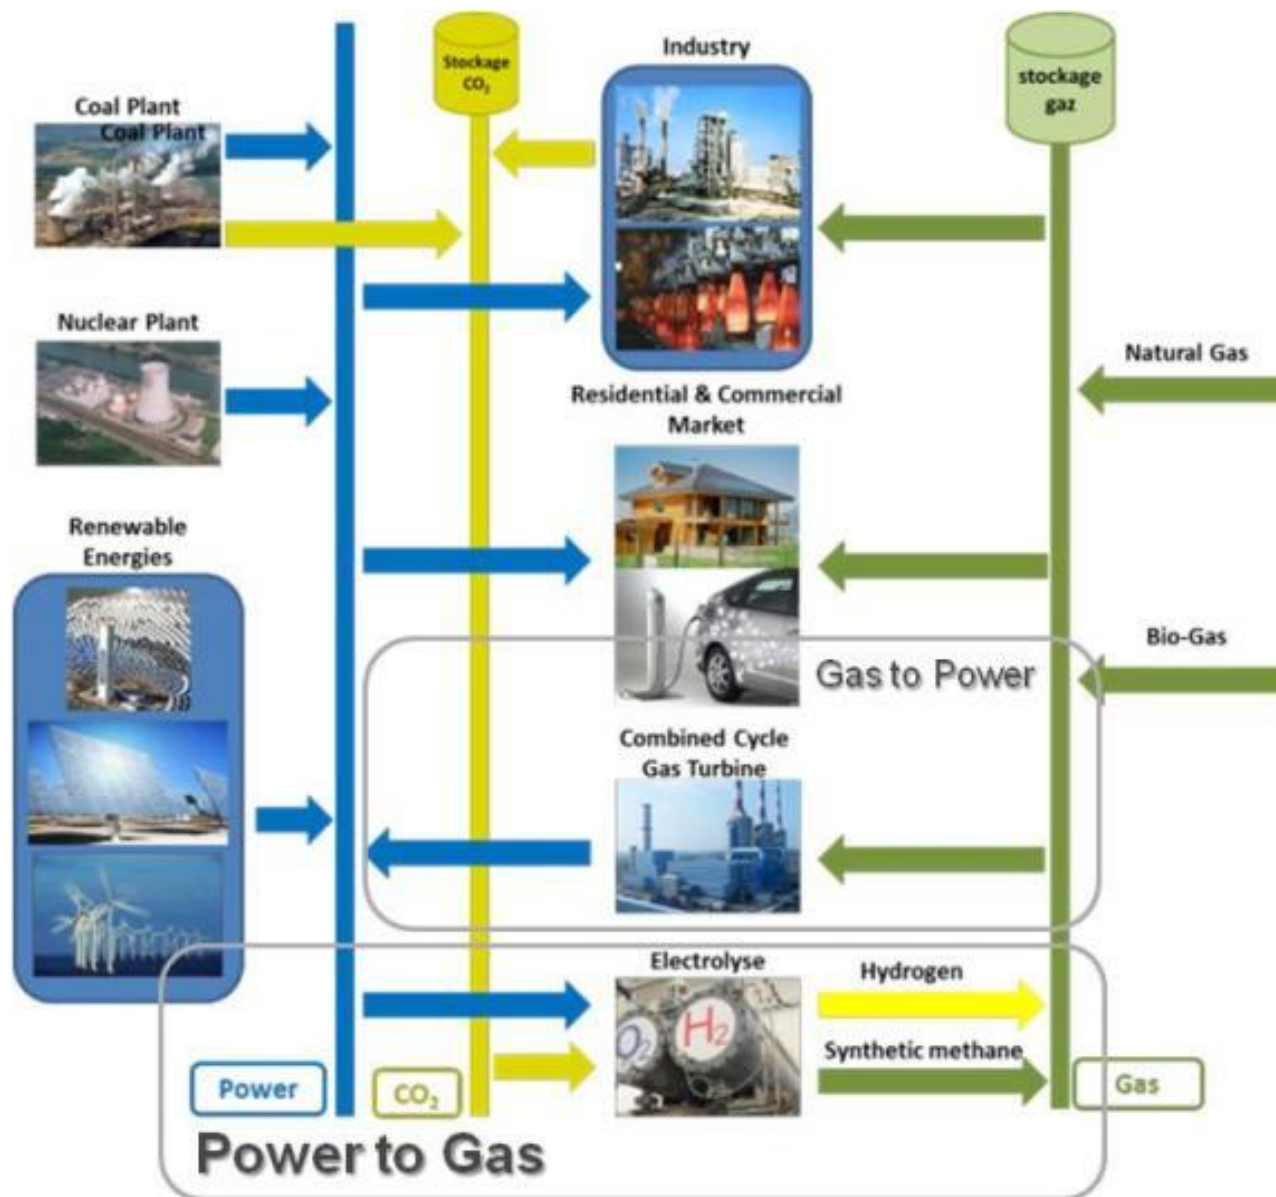 Stockage
CO₂
Industry
stockage
gaz
Coal Plant
Coal Plant
Nuclear Plant
Natural Gas
Residential & Commercial
Market
Renewable
Energies
Bio-Gas
Gas to Power
Combined Cycle
Gas Turbine
Electrolyse
Hydrogen
O₂
H₂
Synthetic methane
Power
CO₂
Gas
Power to Gas